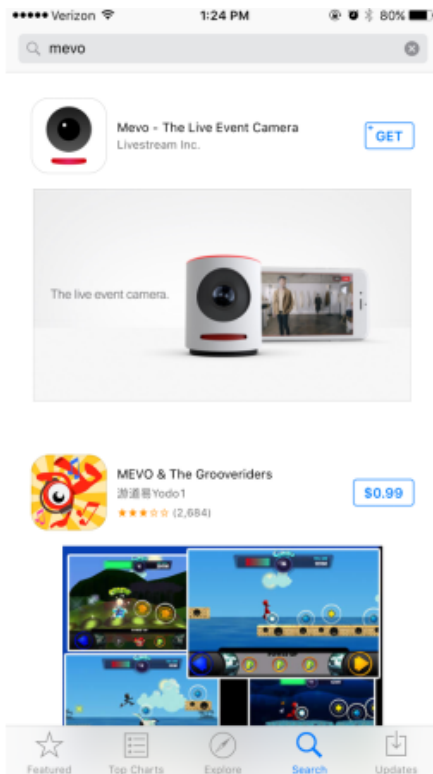 ●●●●● Verizon 1:24 PM 80%
mevo
Mevo - The Live Event Camera
Livestream Inc.
+ GET
The live event camera.
MEVO & The Grooveriders
游道易Yodo1
★★★☆☆ (2,684)
$0.99
Featured Top Charts Explore Search Updates